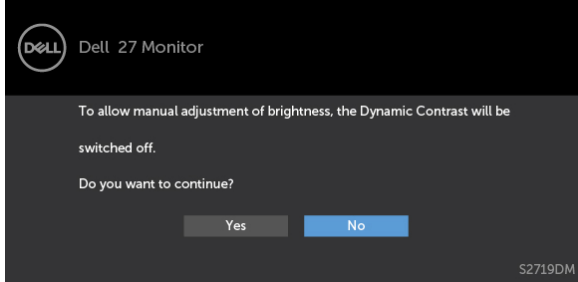 DELL
Dell 27 Monitor
To allow manual adjustment of brightness, the Dynamic Contrast will be
switched off.
Do you want to continue?
Yes No
S2719DM